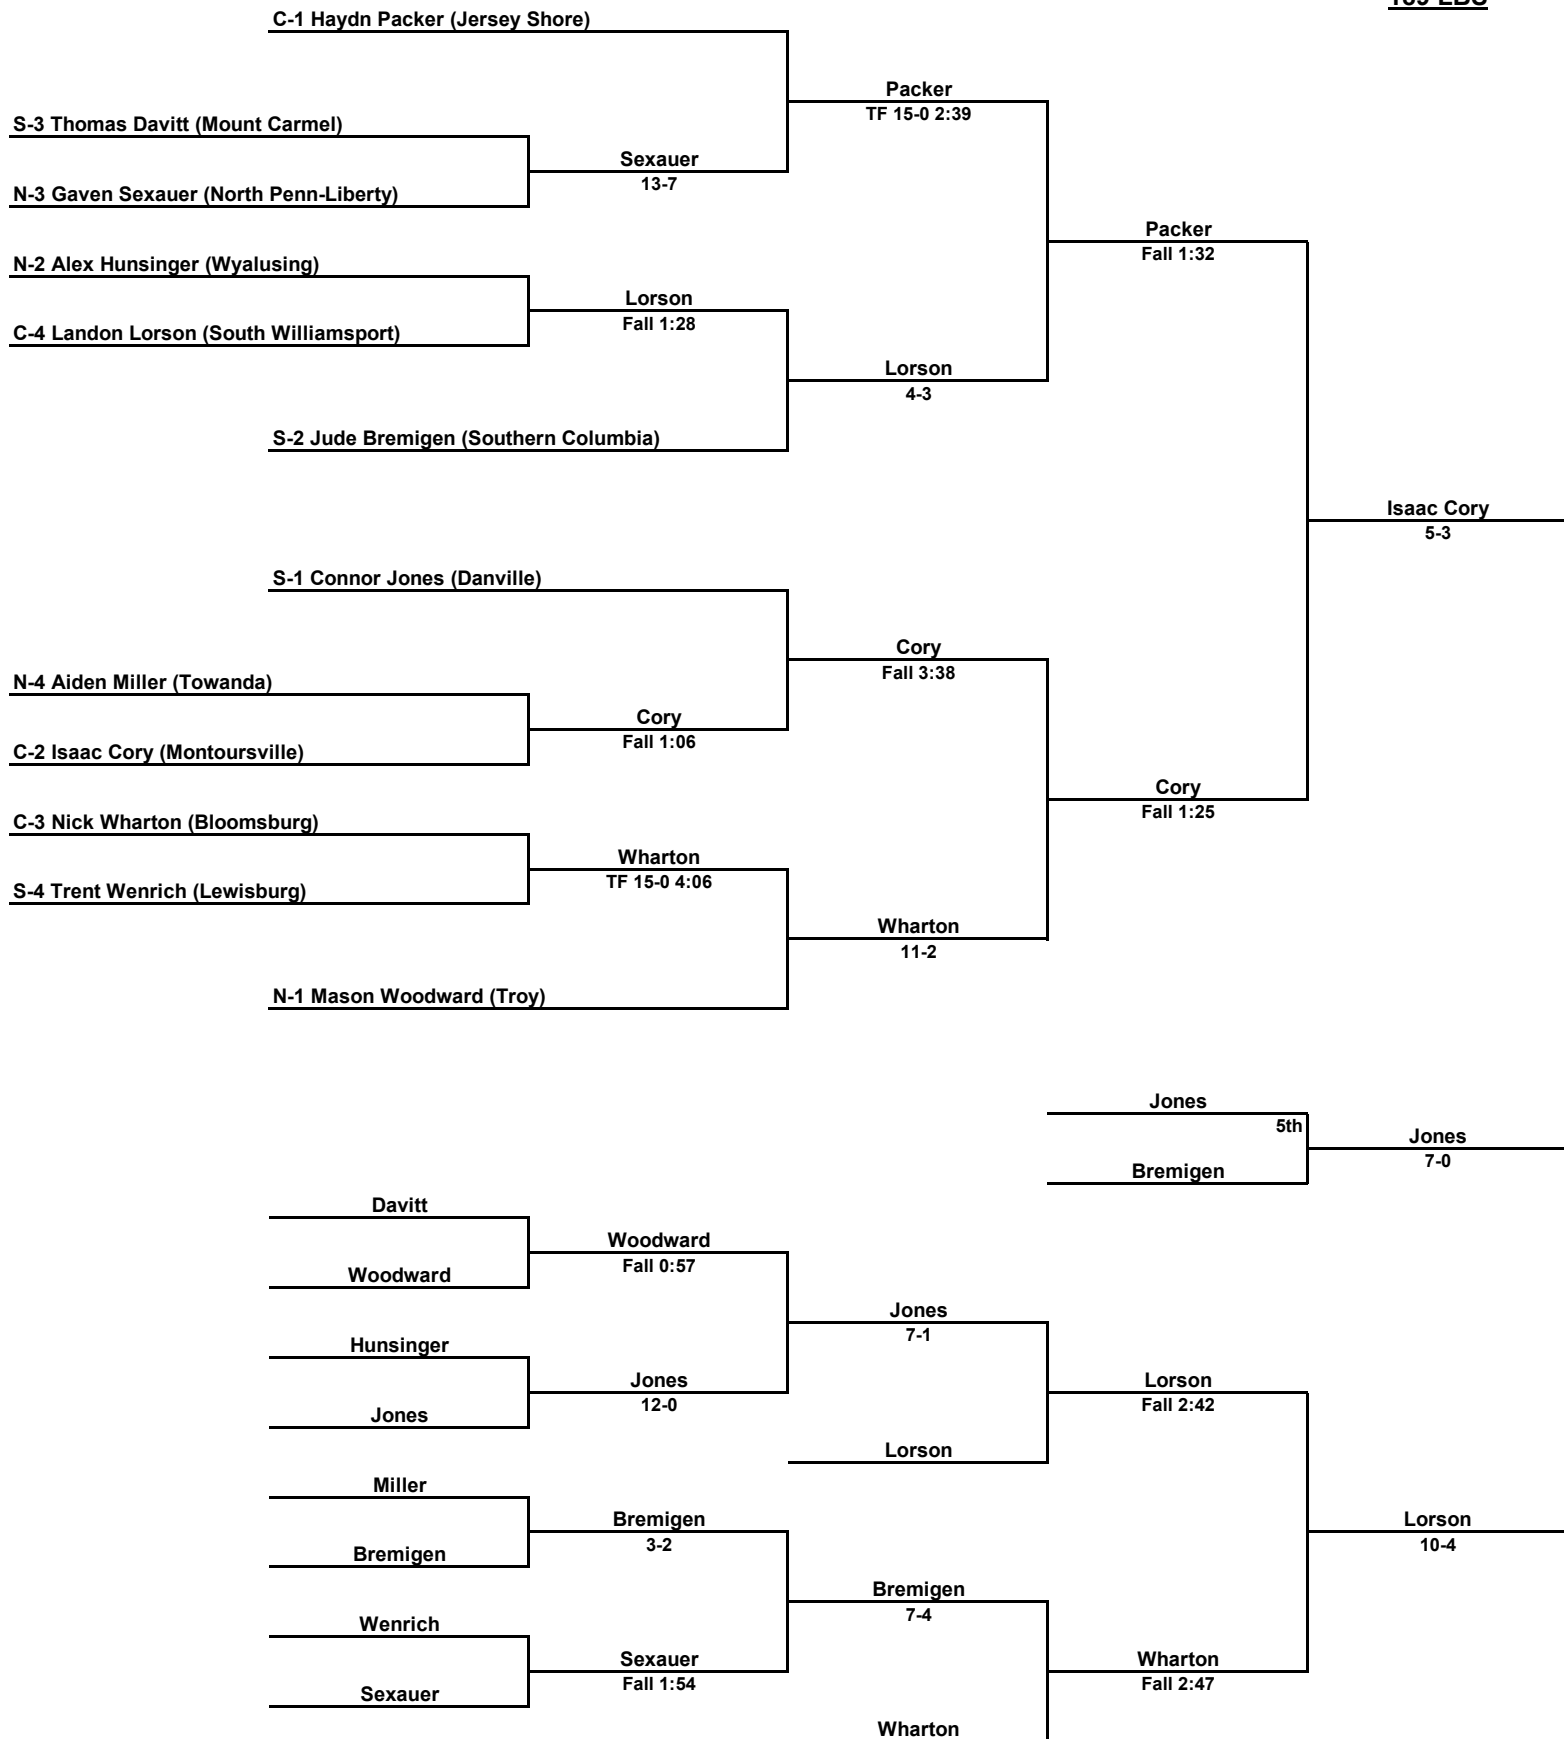 C-1 Haydn Packer (Jersey Shore)
Packer
TF 15-0 2:39
S-3 Thomas Davitt (Mount Carmel)
Sexauer
13-7
N-3 Gaven Sexauer (North Penn-Liberty)
Packer
Fall 1:32
N-2 Alex Hunsinger (Wyalusing)
Lorson
Fall 1:28
C-4 Landon Lorson (South Williamsport)
Lorson
4-3
S-2 Jude Bremigen (Southern Columbia)
Isaac Cory
5-3
S-1 Connor Jones (Danville)
Cory
Fall 3:38
N-4 Aiden Miller (Towanda)
Cory
Fall 1:06
C-2 Isaac Cory (Montoursville)
Cory
Fall 1:25
C-3 Nick Wharton (Bloomsburg)
Wharton
TF 15-0 4:06
S-4 Trent Wenrich (Lewisburg)
Wharton
11-2
N-1 Mason Woodward (Troy)
Jones
5th
Jones
7-0
Bremigen
Davitt
Woodward
Fall 0:57
Woodward
Jones
7-1
Hunsinger
Jones
12-0
Jones
Lorson
Fall 2:42
Lorson
Miller
Bremigen
3-2
Bremigen
Lorson
10-4
Bremigen
7-4
Wenrich
Sexauer
Fall 1:54
Sexauer
Wharton
Fall 2:47
Wharton